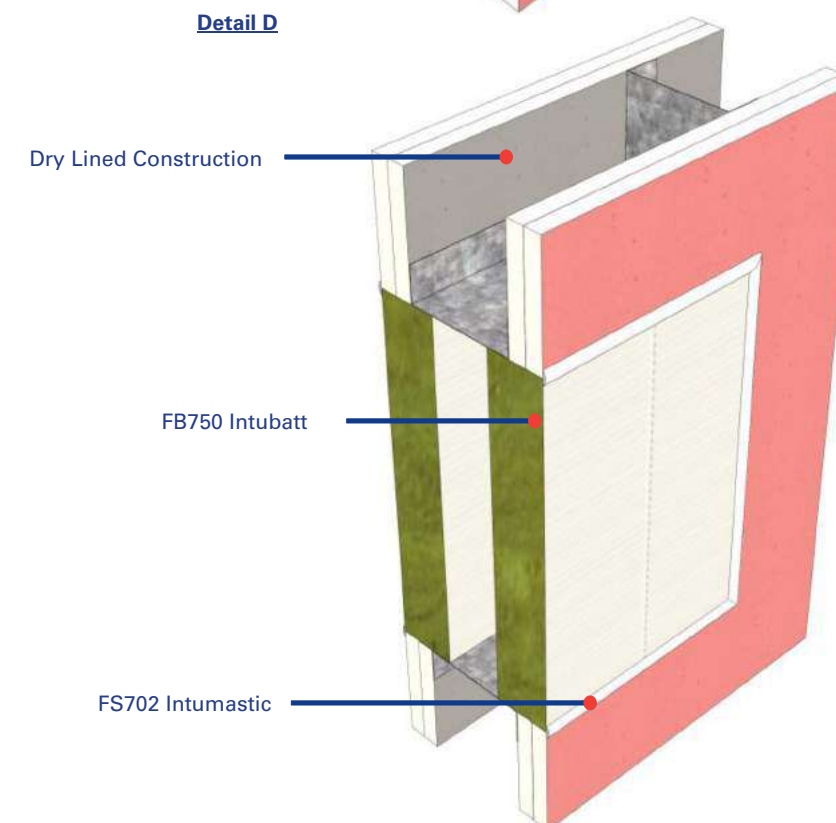 Detail D
Dry Lined Construction
FB750 Intubatt
FS702 Intumastic